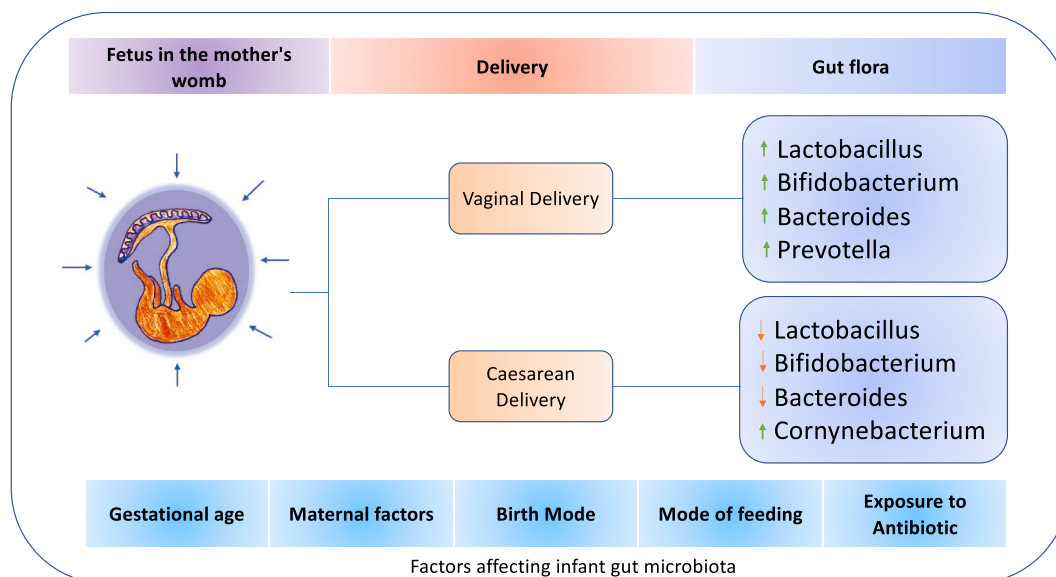 Fetus in the mother's
womb
Delivery
Gut flora
Vaginal Delivery
Lactobacillus
Bifidobacterium
Bacteroides
Prevotella
Caesarean
Delivery
Lactobacillus
Bifidobacterium
Bacteroides
Cornynebacterium
Gestational age
Maternal factors
Birth Mode
Mode of feeding
Exposure to
Antibiotic
Factors affecting infant gut microbiota